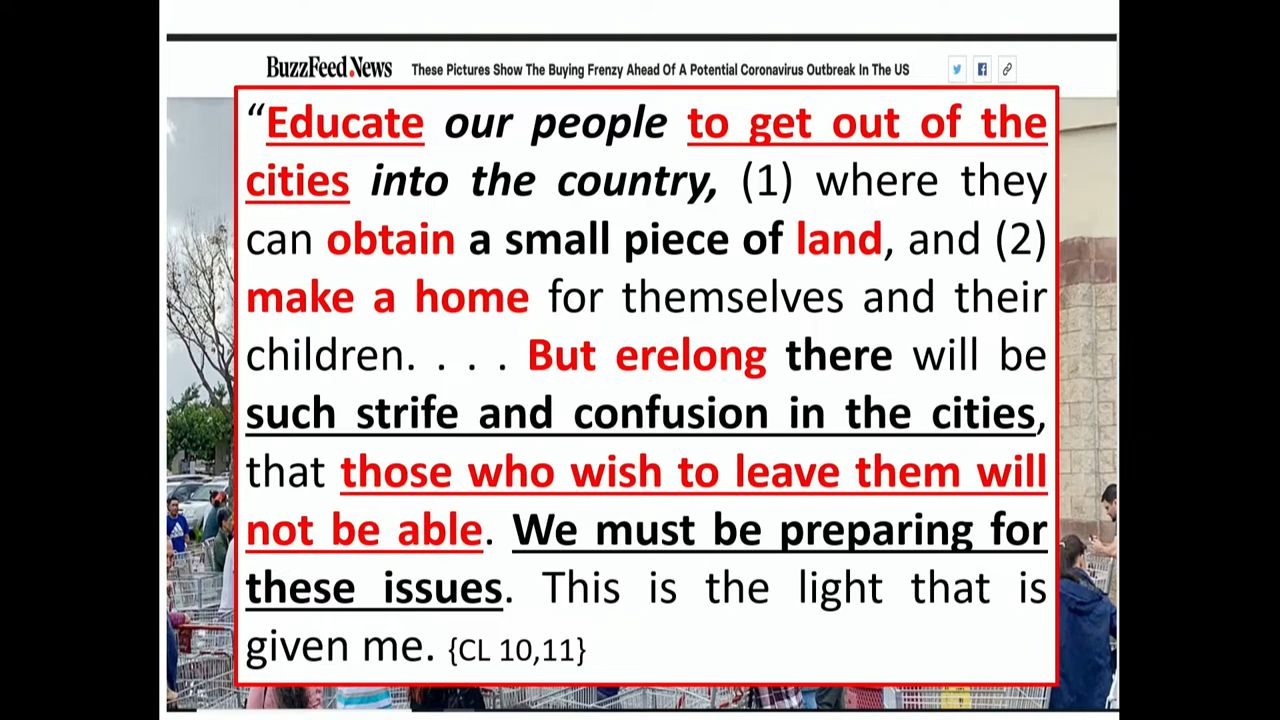 BuzzFeed.News These Pictures Show The Buying Frenzy Ahead Of A Potential Coronavirus Outbreak In The US
“Educate our people to get out of the
cities into the country, (1) where they
can obtain a small piece of land, and (2)
make a home for themselves and their
children. . . . But erelong there will be
such strife and confusion in the cities,
that those who wish to leave them will
not be able. We must be preparing for
these issues. This is the light that is
given me. {CL 10,11}